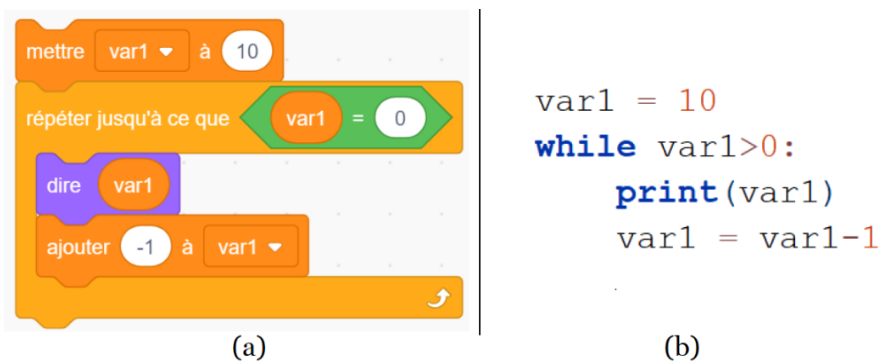 mettre var1 à 10
répéter jusqu'à ce que var1 = 0
dire var1
ajouter -1 à var1
(a)
var1 = 10
while var1>0:
print(var1)
var1 = var1-1
(b)